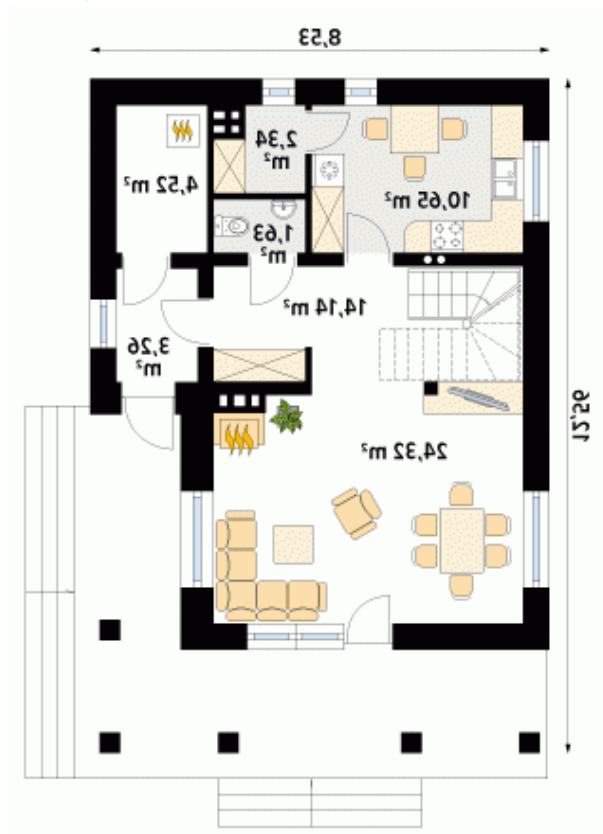 8,53
2,34
m²
4,52 m²
10,65 m²
1,63
m²
14,14 m²
3,26
m²
12,56
24,32 m²